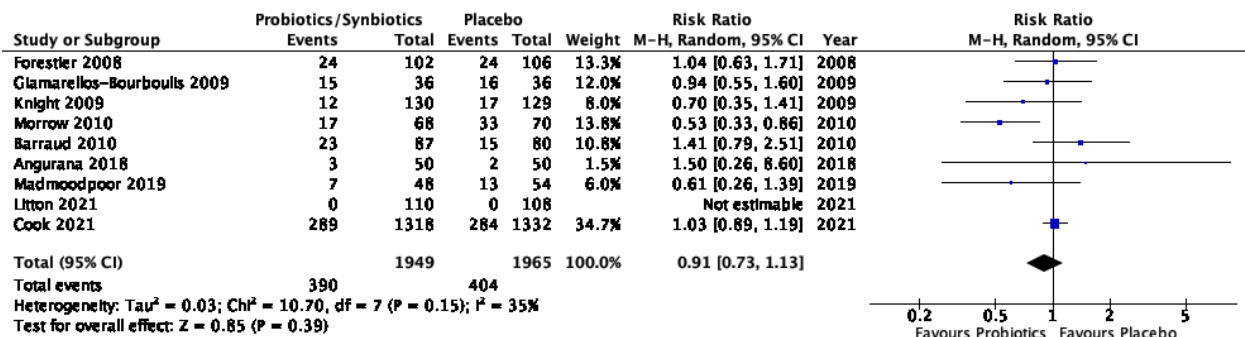 Probiotics/Synbiotics Placebo Risk Ratio Risk Ratio
Study or Subgroup Events Total Events Total Weight M-H, Random, 95% CI Year M-H, Random, 95% CI
Forestier 2008 24 102 24 106 13.3% 1.04 [0.63, 1.71] 2008
Giamarellos-Bourboulis 2009 15 36 16 36 12.0% 0.94 [0.55, 1.60] 2009
Knight 2009 12 130 17 129 8.0% 0.70 [0.35, 1.41] 2009
Morrow 2010 17 68 33 70 13.8% 0.53 [0.33, 0.86] 2010
Barraud 2010 23 87 15 80 10.8% 1.41 [0.79, 2.51] 2010
Angurana 2018 3 50 2 50 1.5% 1.50 [0.26, 8.60] 2018
Madmoodpoor 2019 7 48 13 54 6.0% 0.61 [0.26, 1.39] 2019
Litton 2021 0 110 0 108 Not estimable 2021
Cook 2021 289 1318 284 1332 34.7% 1.03 [0.89, 1.19] 2021
Total (95% CI) 1949 1965 100.0% 0.91 [0.73, 1.13]
Total events 390 404
Heterogeneity: Tau² = 0.03; Chi² = 10.70, df = 7 (P = 0.15); I² = 35%
Test for overall effect: Z = 0.85 (P = 0.39)
0.2 0.5 1 2 5
Favours Probiotics Favours Placebo